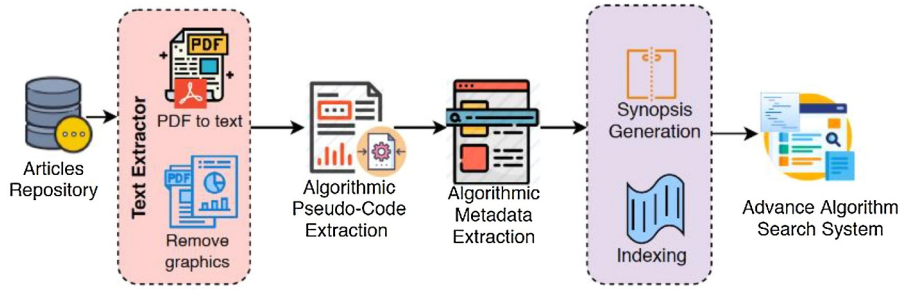 Articles
Repository
Text Extractor
PDF
PDF to text
PDF
Remove
graphics
Algorithmic
Pseudo-Code
Extraction
Algorithmic
Metadata
Extraction
Synopsis
Generation
Indexing
Advance Algorithm
Search System